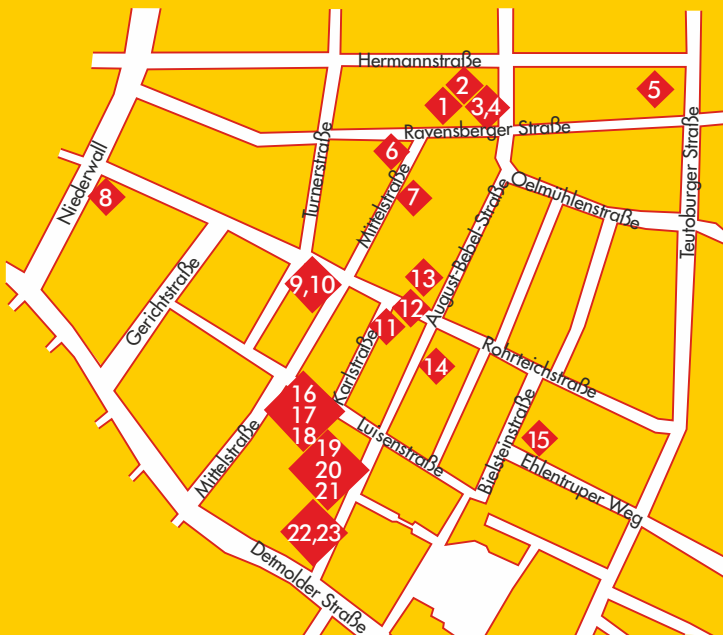 Hermannstraße
2
1
3,4
5
Ravensberger Straße
6
Turnerstraße
Mittelstraße
7
Niederwall
8
Oelmühlenstraße
Teutoburger Straße
August-Bebel-Straße
13
9,10
12
11
Gerichtstraße
Karlstraße
14
Rohrteichstraße
16
17
18
Luisenstraße
Bielsteinstraße
15
19
20
21
Mittelstraße
Ehlentruper Weg
22,23
Detmolder Straße